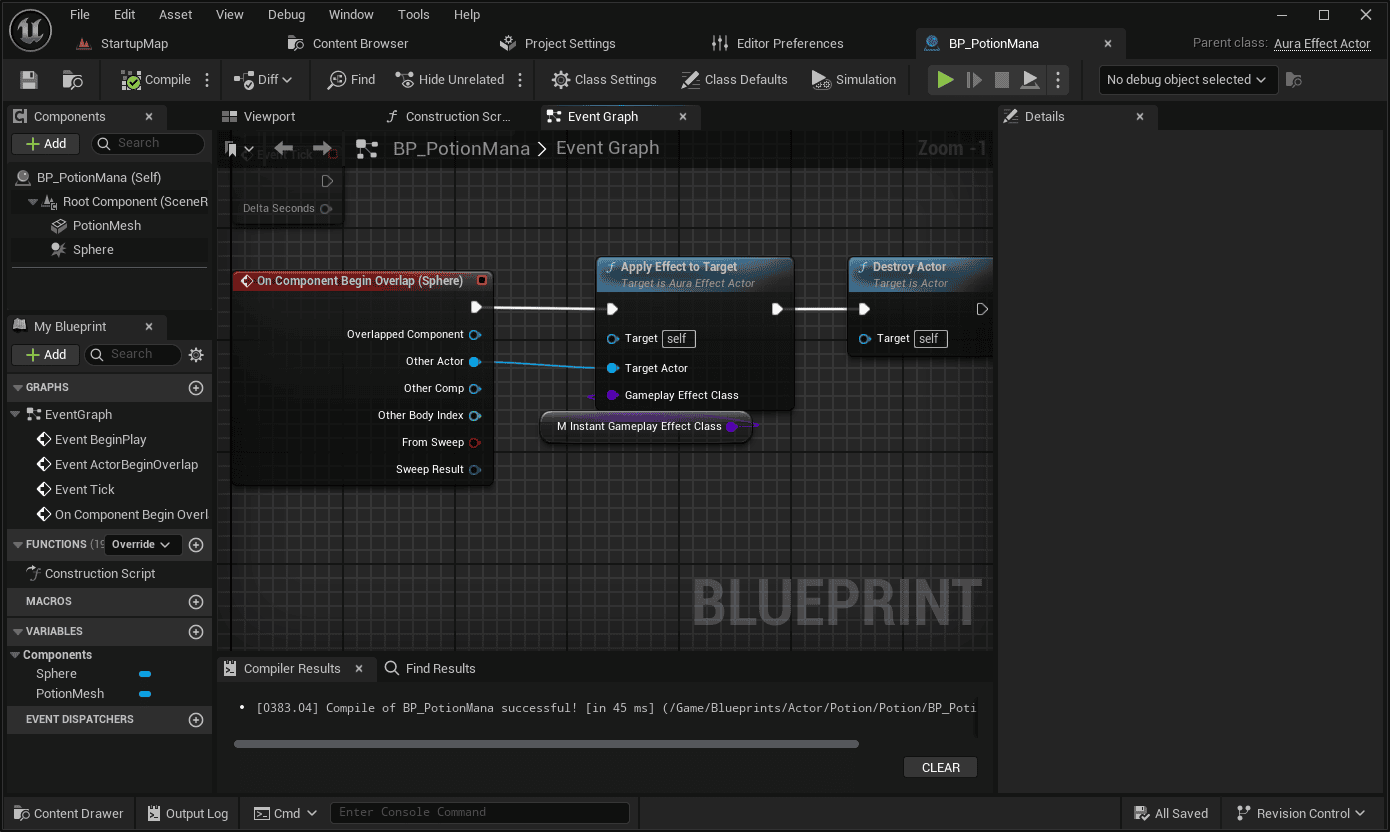 File Edit Asset View Debug Window Tools Help
StartupMap Content Browser Project Settings Editor Preferences BP_PotionMana Parent class: Aura Effect Actor
Compile Diff Find Hide Unrelated Class Settings Class Defaults Simulation No debug object selected
Components Viewport Construction Scr... Event Graph Details
Add Search
BP_PotionMana > Event Graph Zoom -1
Event Tick
Delta Seconds
BP_PotionMana (Self)
Root Component (SceneR
PotionMesh
Sphere
On Component Begin Overlap (Sphere)
Overlapped Component
Other Actor
Other Comp
Other Body Index
From Sweep
Sweep Result
Apply Effect to Target
Target is Aura Effect Actor
Target self
Target Actor
Gameplay Effect Class
M Instant Gameplay Effect Class
Destroy Actor
Target is Actor
Target self
BLUEPRINT
My Blueprint
Add Search
GRAPHS
EventGraph
Event BeginPlay
Event ActorBeginOverlap
Event Tick
On Component Begin Overl
FUNCTIONS (19 Override
Construction Script
MACROS
VARIABLES
Components
Sphere
PotionMesh
EVENT DISPATCHERS
Compiler Results Find Results
• [0383.04] Compile of BP_PotionMana successful! [in 45 ms] (/Game/Blueprints/Actor/Potion/Potion/BP_Poti
CLEAR
Content Drawer Output Log Cmd Enter Console Command All Saved Revision Control